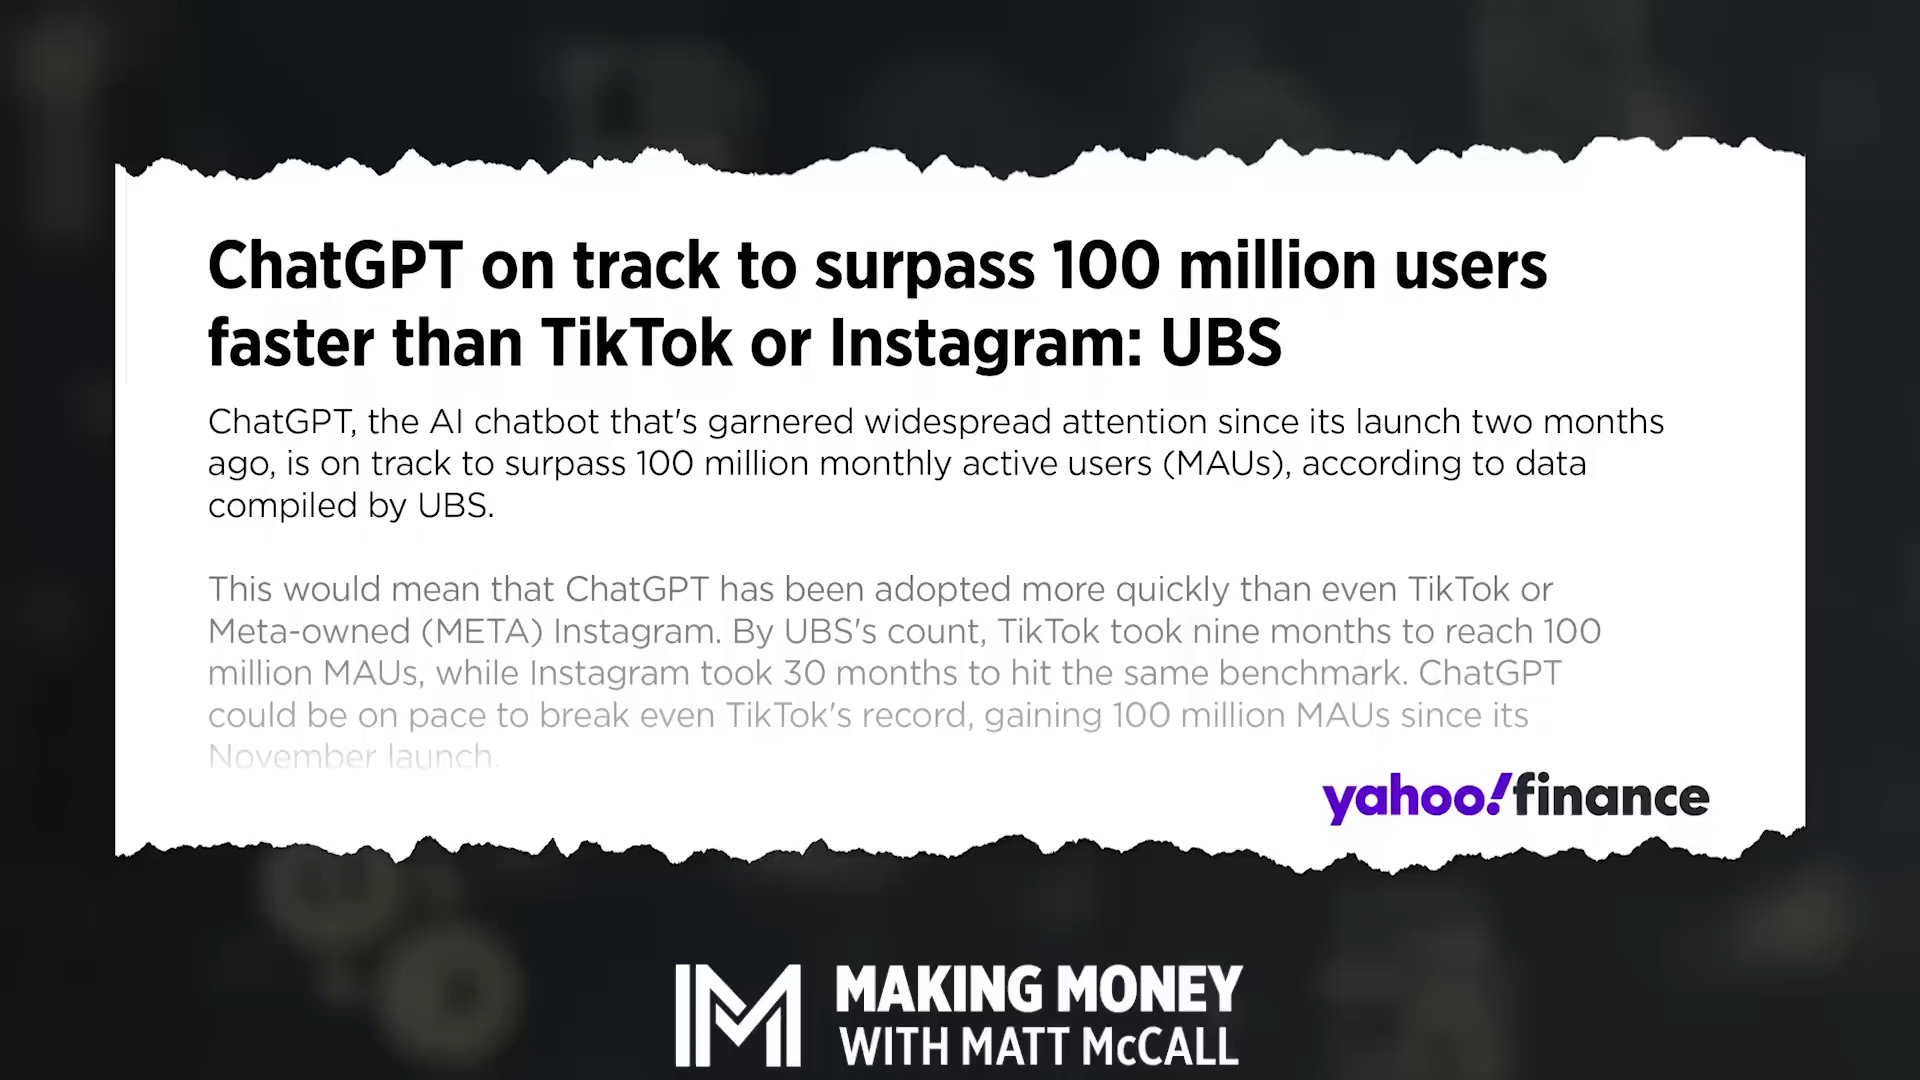 ChatGPT on track to surpass 100 million users
faster than TikTok or Instagram: UBS
ChatGPT, the AI chatbot that's garnered widespread attention since its launch two months
ago, is on track to surpass 100 million monthly active users (MAUs), according to data
compiled by UBS.
This would mean that ChatGPT has been adopted more quickly than even TikTok or
Meta-owned (META) Instagram. By UBS's count, TikTok took nine months to reach 100
million MAUs, while Instagram took 30 months to hit the same benchmark. ChatGPT
could be on pace to break even TikTok's record, gaining 100 million MAUs since its
November launch.
yahoo!finance
MAKING MONEY
WITH MATT McCALL